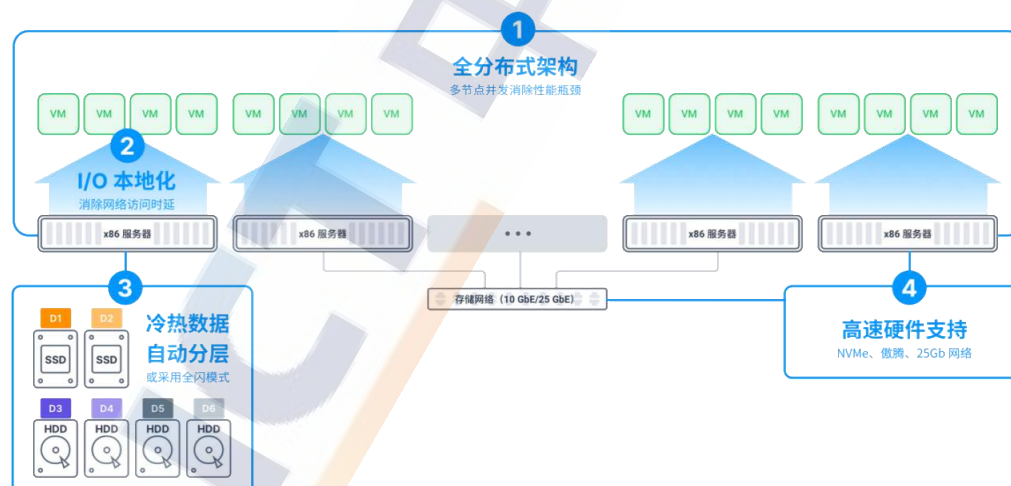 1
全分布式架构
多节点并发消除性能瓶颈
VM VM VM VM VM VM VM VM VM VM VM VM VM VM VM VM
2
I/O 本地化
消除网络访问时延
x86 服务器 x86 服务器 ••• x86 服务器 x86 服务器
存储网络（10 GbE/25 GbE）
3
冷热数据
自动分层
或采用全闪模式
D1 D2
SSD SSD
D3 D4 D5 D6
HDD HDD HDD HDD
4
高速硬件支持
NVMe、傲腾、25Gb 网络